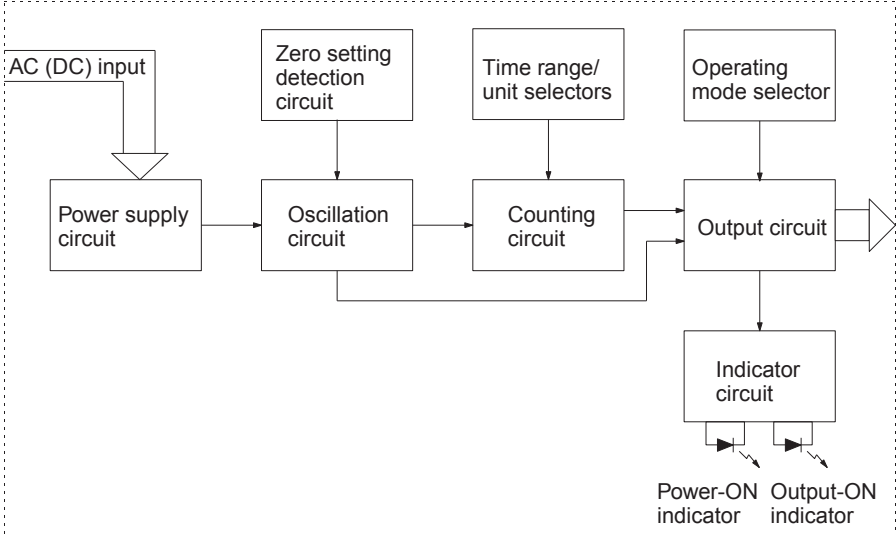 AC (DC) input
Zero setting
detection
circuit
Time range/
unit selectors
Operating
mode selector
Power supply
circuit
Oscillation
circuit
Counting
circuit
Output circuit
Indicator
circuit
Power-ON
indicator
Output-ON
indicator